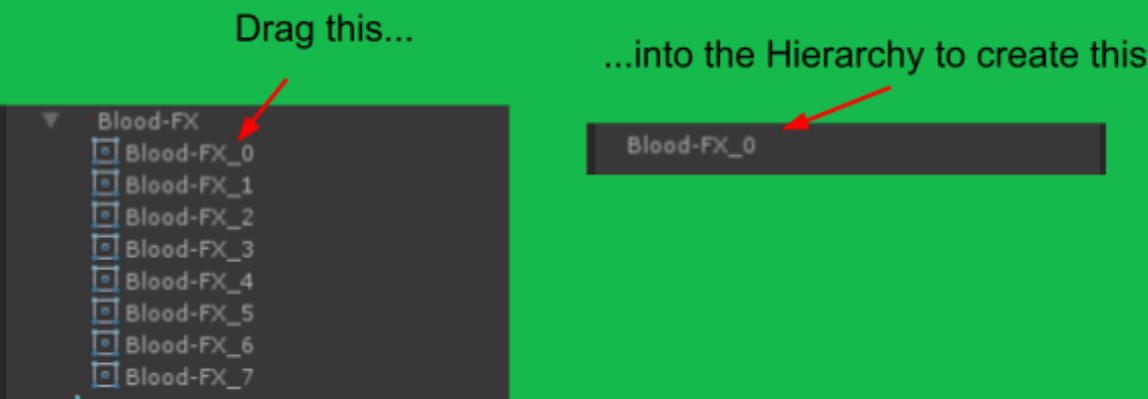 Drag this...
...into the Hierarchy to create this
Blood-FX
Blood-FX_0
Blood-FX_1
Blood-FX_2
Blood-FX_3
Blood-FX_4
Blood-FX_5
Blood-FX_6
Blood-FX_7
Blood-FX_0